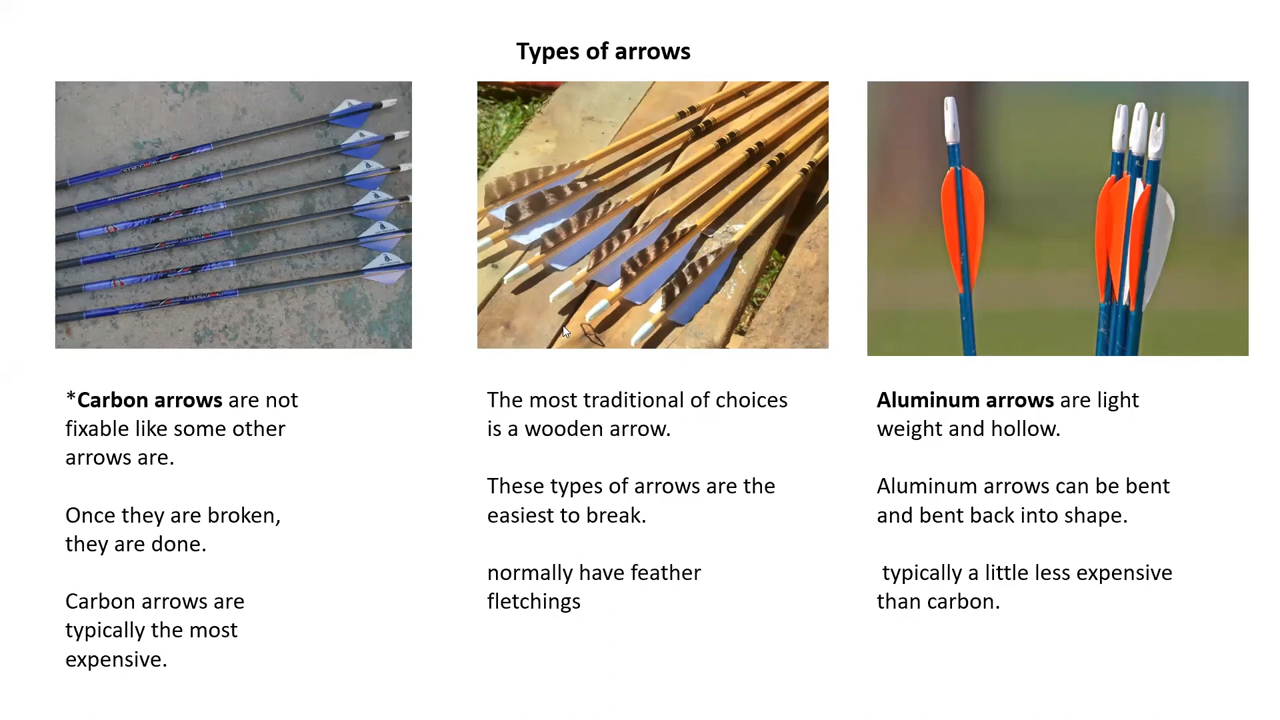 Types of arrows
*Carbon arrows are not
fixable like some other
arrows are.
Once they are broken,
they are done.
Carbon arrows are
typically the most
expensive.
The most traditional of choices
is a wooden arrow.
These types of arrows are the
easiest to break.
normally have feather
fletchings
Aluminum arrows are light
weight and hollow.
Aluminum arrows can be bent
and bent back into shape.
typically a little less expensive
than carbon.